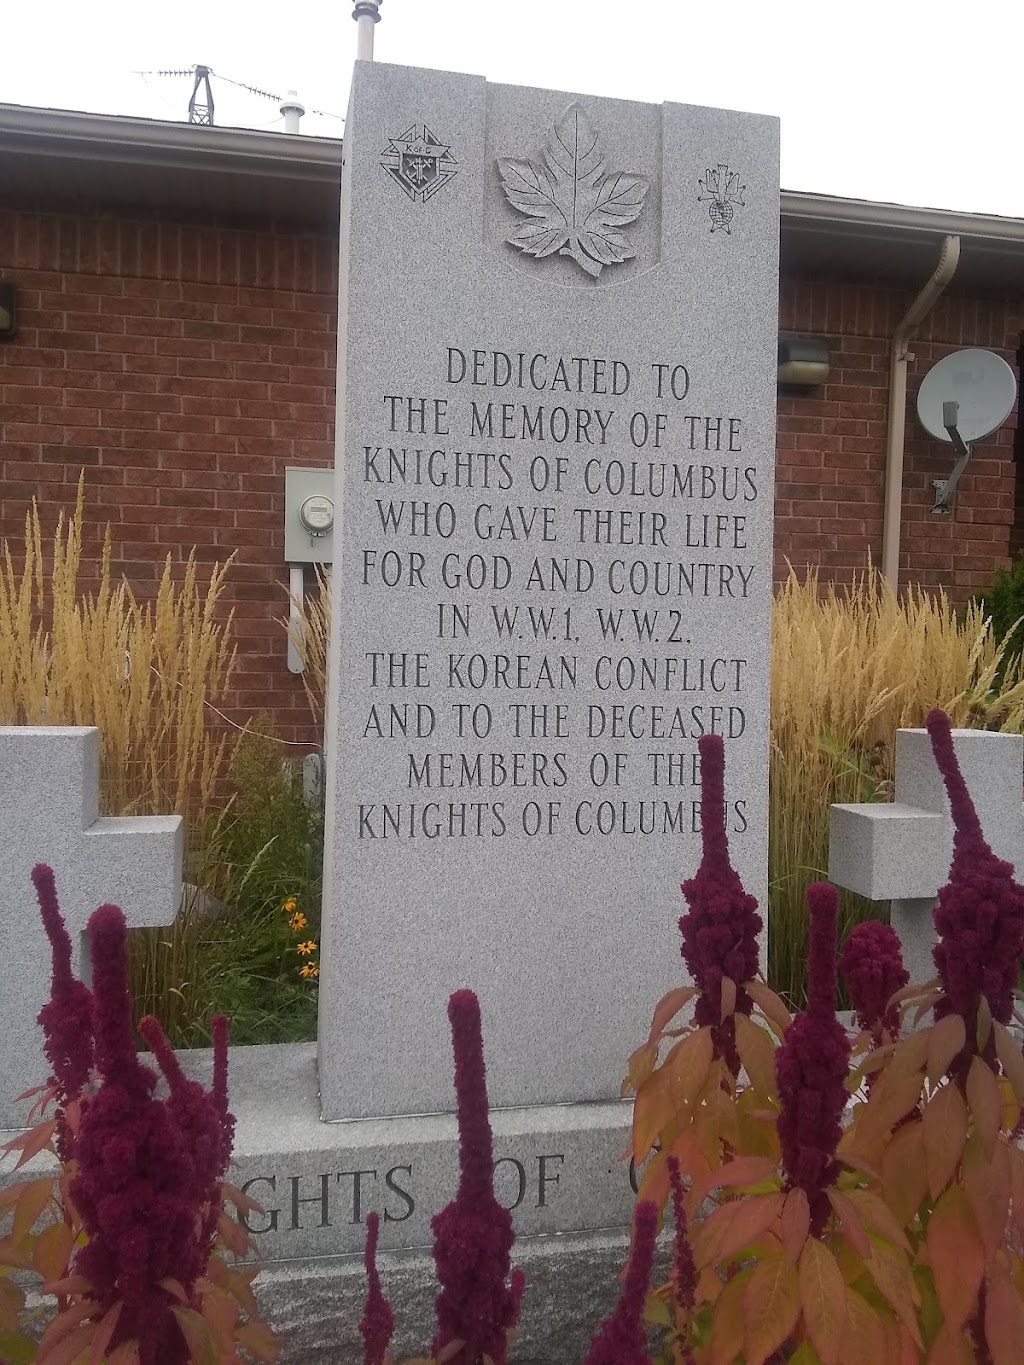 K of C
DEDICATED TO
THE MEMORY OF THE
KNIGHTS OF COLUMBUS
WHO GAVE THEIR LIFE
FOR GOD AND COUNTRY
IN W.W.1, W.W.2,
THE KOREAN CONFLICT
AND TO THE DECEASED
MEMBERS OF THE
KNIGHTS OF COLUMBUS
GHTS OF C